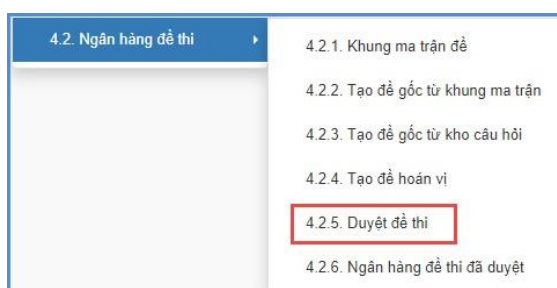 4.2. Ngân hàng đề thi
4.2.1. Khung ma trận đề
4.2.2. Tạo đề gốc từ khung ma trận
4.2.3. Tạo đề gốc từ kho câu hỏi
4.2.4. Tạo đề hoán vị
4.2.5. Duyệt đề thi
4.2.6. Ngân hàng đề thi đã duyệt